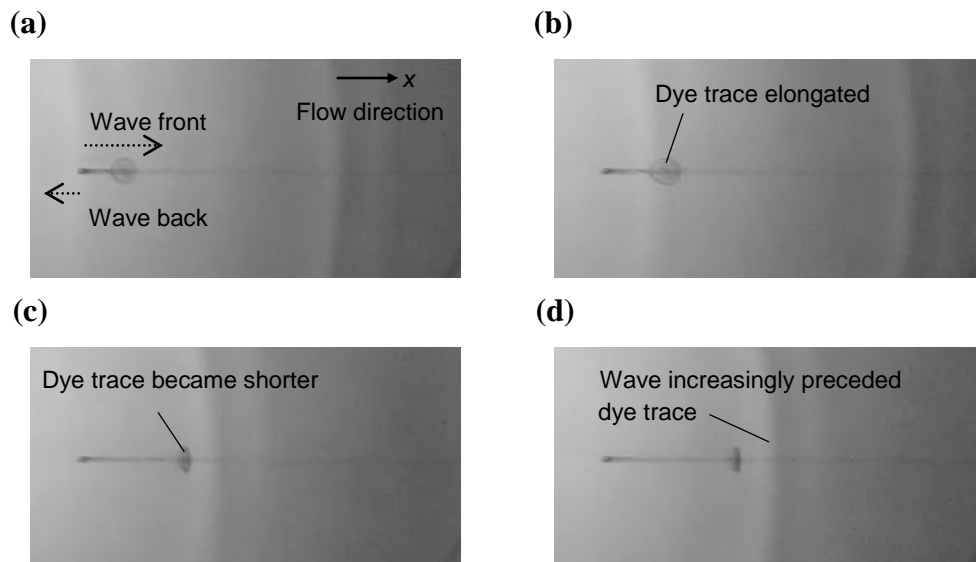 (a)
x
Flow direction
Wave front
Wave back
(b)
Dye trace elongated
(c)
Dye trace became shorter
(d)
Wave increasingly preceded
dye trace